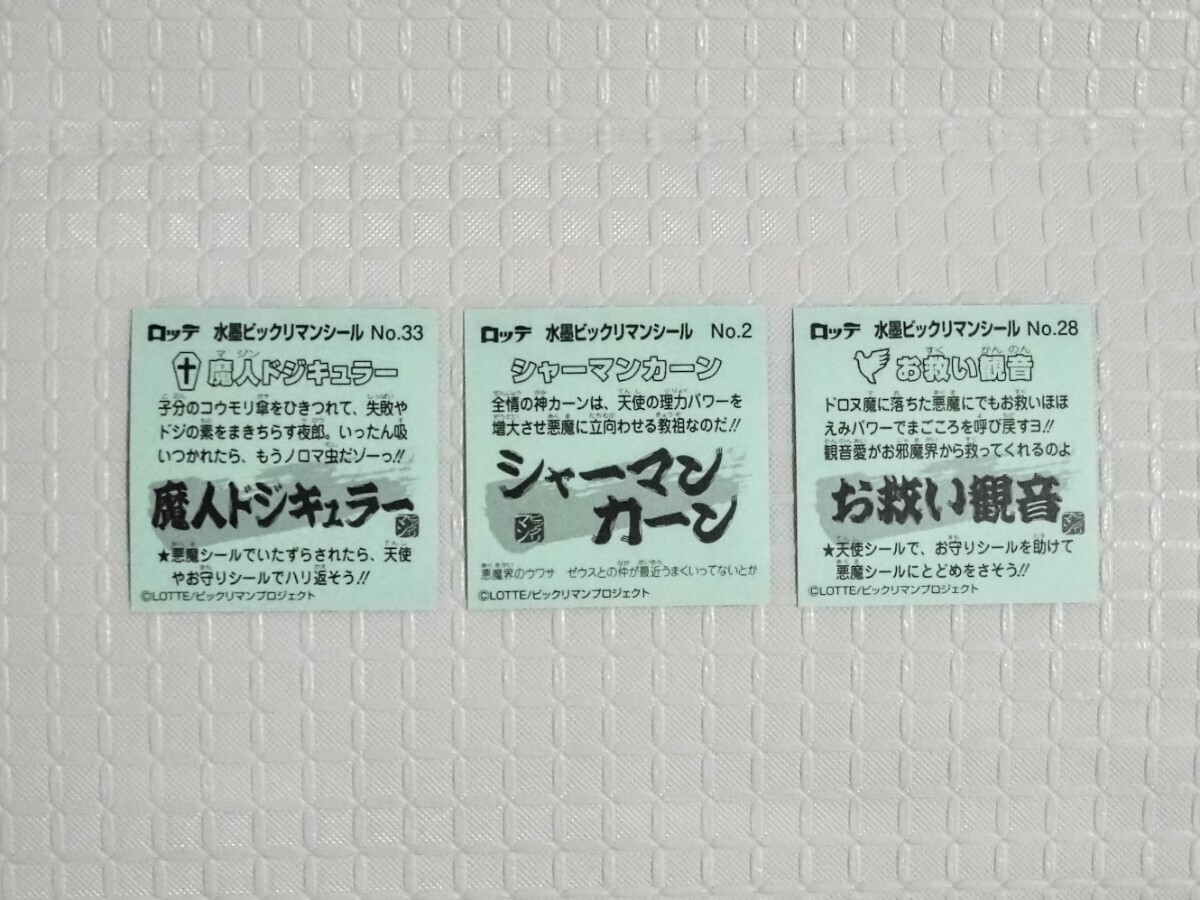 ロッテ 水墨ビックリマンシール No.33
魔人ドジキュラー
子分のコウモリ傘をひきつれて、失敗や
ドジの素をまきちらす夜郎。いったん吸
いつかれたら、もうノロマ虫だゾーっ!!
魔人ドジキュラー
★悪魔シールでいたずらされたら、天使
やお守りシールでハリ返そう!!
©LOTTE/ビックリマンプロジェクト
ロッテ 水墨ビックリマンシール No.2
シャーマンカーン
全情の神カーンは、天使の理力パワーを
増大させ悪魔に立向わせる教祖なのだ!!
シャーマン
カーン
悪魔界のウワサ ゼウスとの仲が最近うまくいってないとか
©LOTTE/ビックリマンプロジェクト
ロッテ 水墨ビックリマンシール No.28
お救い観音
ドロヌ魔に落ちた悪魔にでもお救いほほ
えみパワーでまごころを呼び戻すヨ!!
観音愛がお邪魔界から救ってくれるのよ
お救い観音
★天使シールで、お守りシールを助けて
悪魔シールにとどめをさそう!!
©LOTTE/ビックリマンプロジェクト